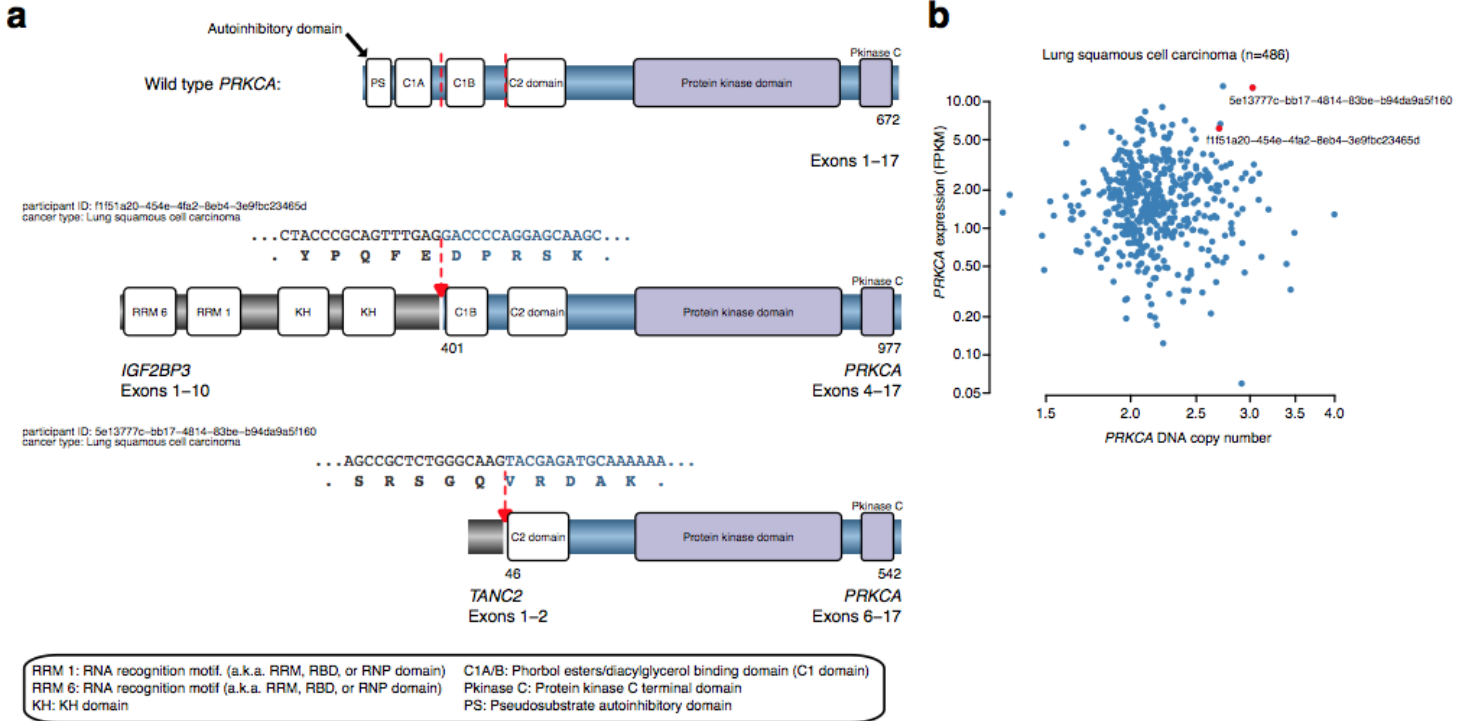 a
Autoinhibitory domain
Wild type PRKCA:
PS
C1A
C1B
C2 domain
Protein kinase domain
Pkinase C
672
Exons 1–17
participant ID: f1f51a20–454e–4fa2–8eb4–3e9fbc23465d
cancer type: Lung squamous cell carcinoma
...CTACCCGCAGTTTGAGGACCCCAGGAGCAAGC...
. Y P Q F E D P R S K .
RRM 6
RRM 1
KH
KH
C1B
C2 domain
Protein kinase domain
Pkinase C
401
977
IGF2BP3
Exons 1–10
PRKCA
Exons 4–17
participant ID: 5e13777c–bb17–4814–83be–b94da9a5f160
cancer type: Lung squamous cell carcinoma
...AGCCGCTCTGGGCAAGTACGAGATGCAAAAAA...
. S R S G Q V R D A K .
C2 domain
Protein kinase domain
Pkinase C
46
542
TANC2
Exons 1–2
PRKCA
Exons 6–17
RRM 1: RNA recognition motif. (a.k.a. RRM, RBD, or RNP domain)
RRM 6: RNA recognition motif (a.k.a. RRM, RBD, or RNP domain)
KH: KH domain
C1A/B: Phorbol esters/diacylglycerol binding domain (C1 domain)
Pkinase C: Protein kinase C terminal domain
PS: Pseudosubstrate autoinhibitory domain
b
Lung squamous cell carcinoma (n=486)
PRKCA expression (FPKM)
10.00
5.00
2.00
1.00
0.50
0.20
0.10
0.05
5e13777c–bb17–4814–83be–b94da9a5f160
f1f51a20–454e–4fa2–8eb4–3e9fbc23465d
1.5 2.0 2.5 3.0 3.5 4.0
PRKCA DNA copy number